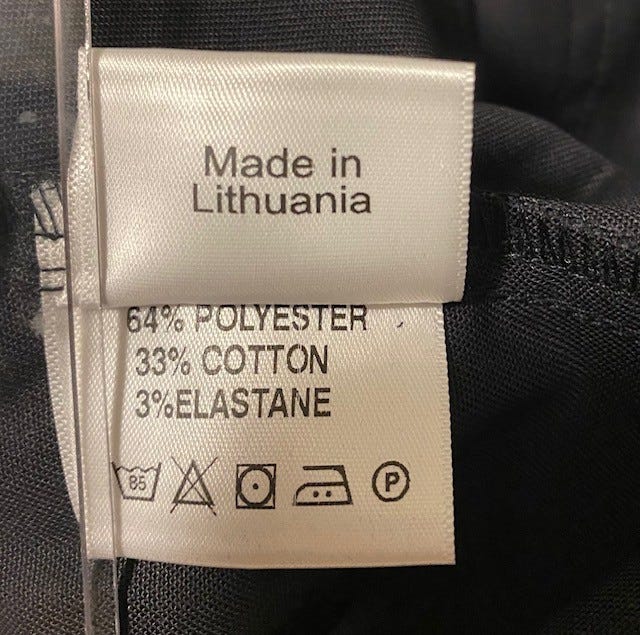 Made in
Lithuania
64% POLYESTER
33% COTTON
3%ELASTANE
85 P